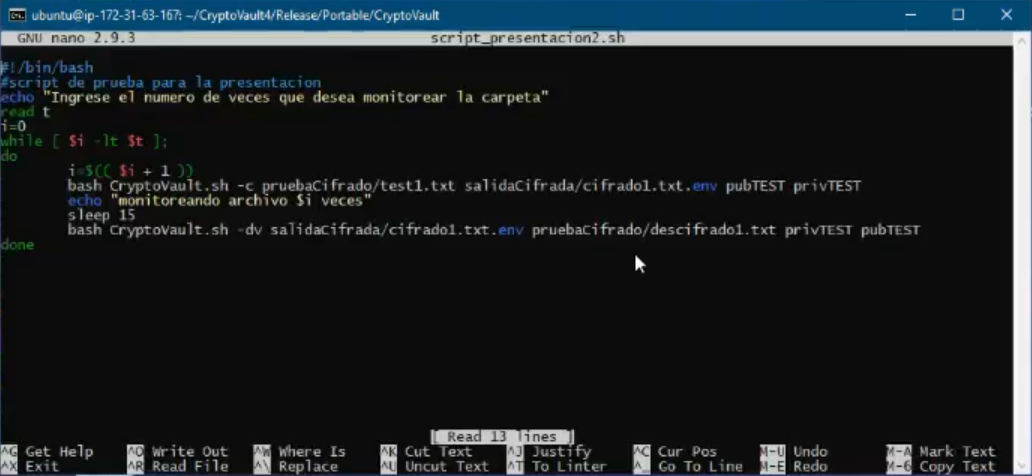 ubuntu@ip-172-31-63-167: ~/CryptoVault4/Release/Portable/CryptoVault
GNU nano 2.9.3 script_presentacion2.sh
#!/bin/bash
#script de prueba para la presentacion
echo "Ingrese el numero de veces que desea monitorear la carpeta"
read t
i=0
while [ $i -lt $t ];
do
i=$(( $i + 1 ))
bash CryptoVault.sh -c pruebaCifrado/test1.txt salidaCifrada/cifrado1.txt.env pubTEST privTEST
echo "monitoreando archivo $i veces"
sleep 15
bash CryptoVault.sh -dv salidaCifrada/cifrado1.txt.env pruebaCifrado/descifrado1.txt privTEST pubTEST
done
[ Read 13 lines ]
^G Get Help ^O Write Out ^W Where Is ^K Cut Text ^J Justify ^C Cur Pos M-U Undo M-A Mark Text
^X Exit ^R Read File ^\ Replace ^U Uncut Text ^T To Linter ^_ Go To Line M-E Redo M-6 Copy Text